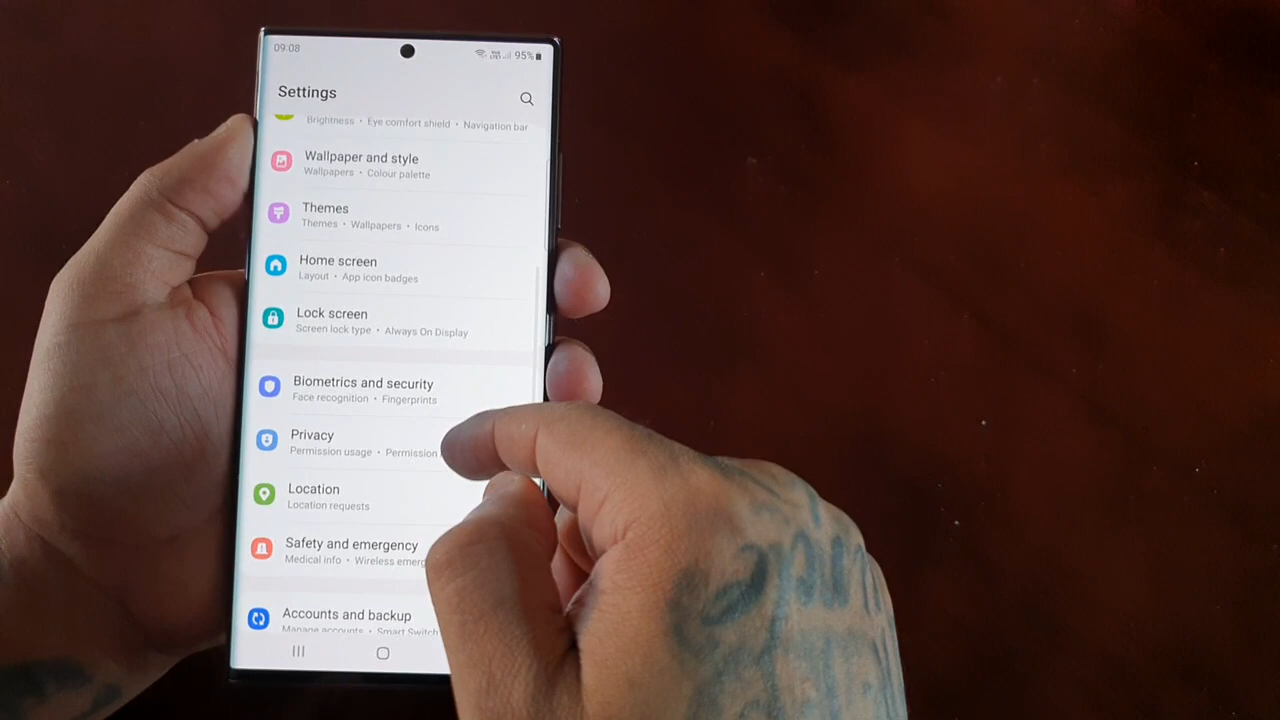 09:08
95%
Settings
Brightness • Eye comfort shield • Navigation bar
Wallpaper and style
Wallpapers • Colour palette
Themes
Themes • Wallpapers • Icons
Home screen
Layout • App icon badges
Lock screen
Screen lock type • Always On Display
Biometrics and security
Face recognition • Fingerprints
Privacy
Permission usage • Permission
Location
Location requests
Safety and emergency
Medical info • Wireless emerg
Accounts and backup
Manage accounts • Smart Switch